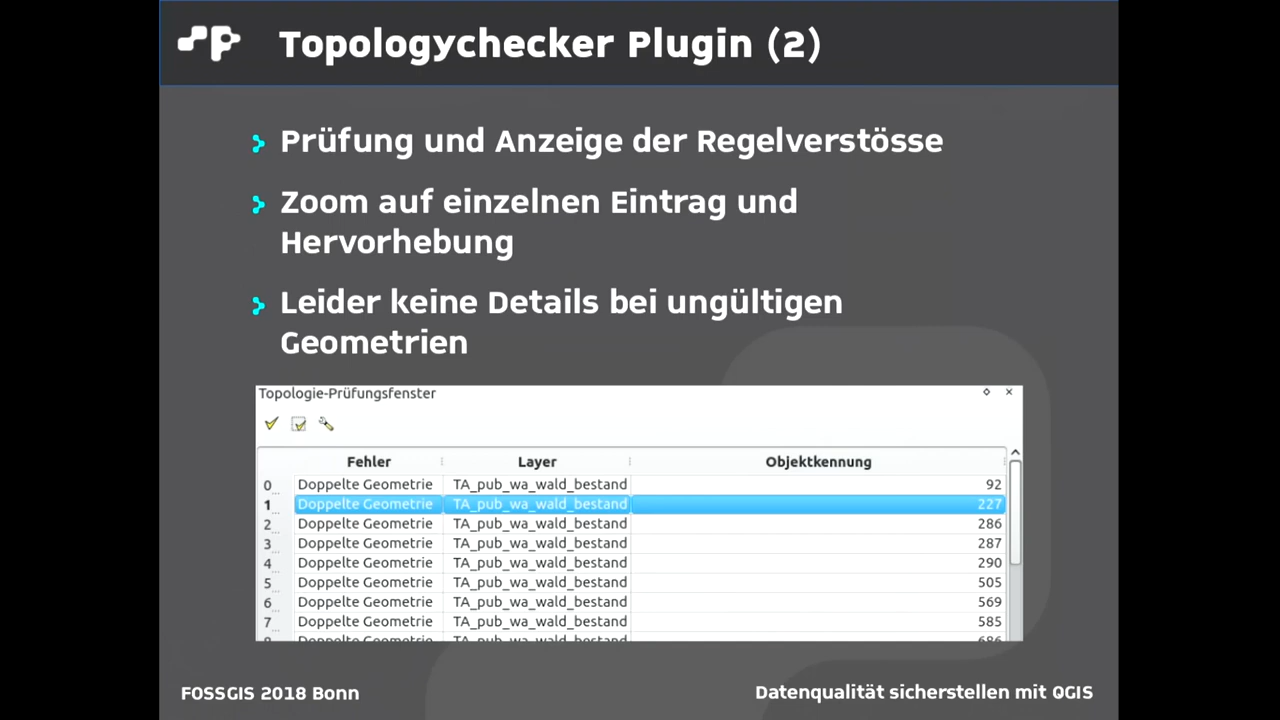 Topologychecker Plugin (2)
Prüfung und Anzeige der Regelverstösse
Zoom auf einzelnen Eintrag und
Hervorhebung
Leider keine Details bei ungültigen
Geometrien
Topologie-Prüfungsfenster
Fehler Layer Objektkennung
0... Doppelte Geometrie TA_pub_wa_wald_bestand 92
1... Doppelte Geometrie TA_pub_wa_wald_bestand 227
2... Doppelte Geometrie TA_pub_wa_wald_bestand 286
3... Doppelte Geometrie TA_pub_wa_wald_bestand 287
4... Doppelte Geometrie TA_pub_wa_wald_bestand 290
5... Doppelte Geometrie TA_pub_wa_wald_bestand 505
6... Doppelte Geometrie TA_pub_wa_wald_bestand 569
7... Doppelte Geometrie TA_pub_wa_wald_bestand 585
8 Doppelte Geometrie TA_pub_wa_wald_bestand 686
FOSSGIS 2018 Bonn
Datenqualität sicherstellen mit QGIS